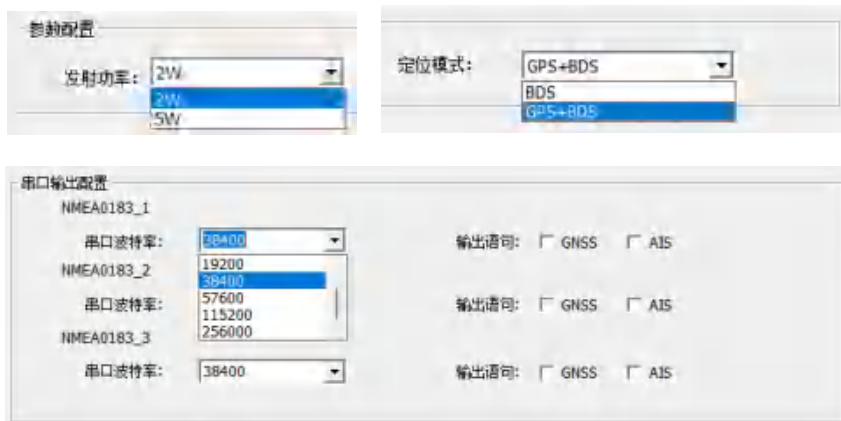 参数配置
发射功率: 2W
2W
5W
定位模式: GPS+BDS
BDS
GPS+BDS
串口输出配置
NMEA0183_1
串口波特率: 38400 输出语句: GNSS AIS
19200
38400
57600
115200
256000
NMEA0183_2
串口波特率: 输出语句: GNSS AIS
NMEA0183_3
串口波特率: 38400 输出语句: GNSS AIS